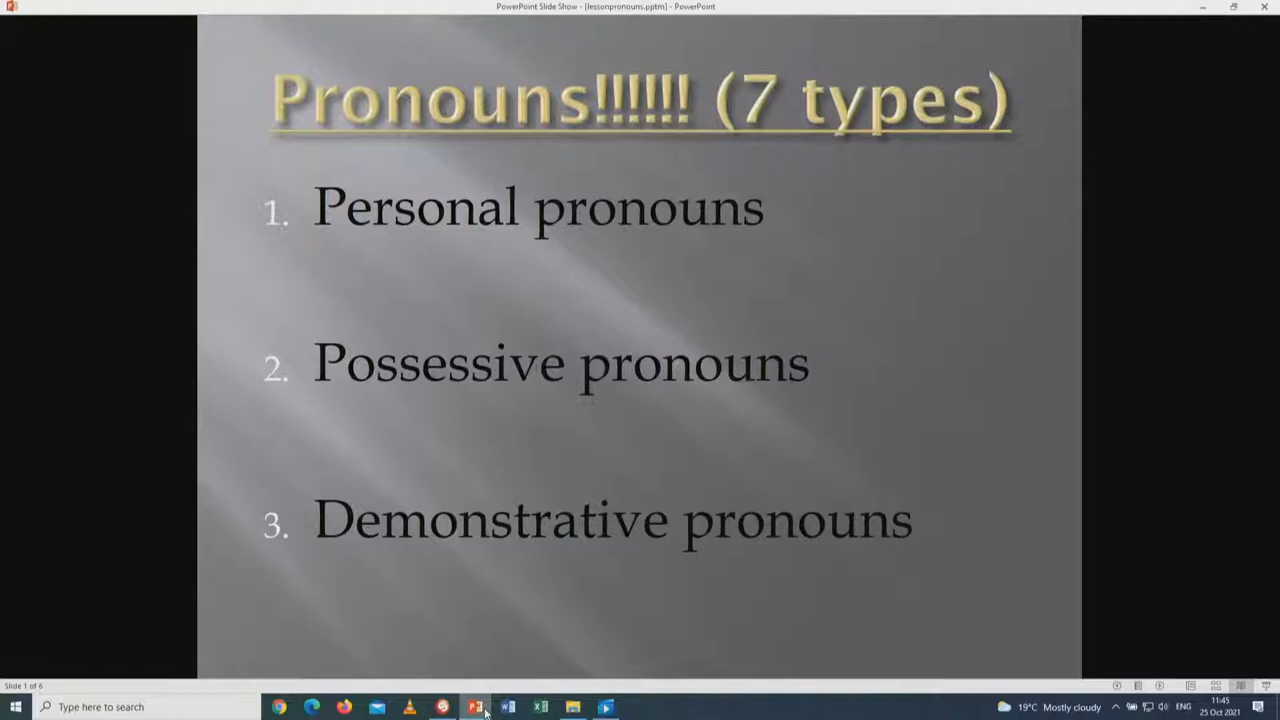 PowerPoint Slide Show - [lessonpronouns.pptm] - PowerPoint
Pronouns!!!!!! (7 types)
1. Personal pronouns
2. Possessive pronouns
3. Demonstrative pronouns
Slide 1 of 6
Type here to search
19°C Mostly cloudy
ENG
11:45
25 Oct 2021